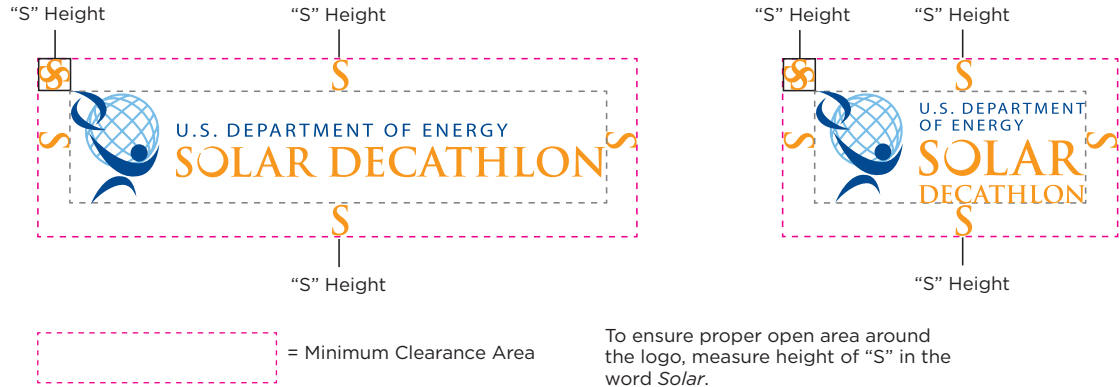 “S” Height
“S” Height
“S” Height
“S” Height
S
S
S
S
S
U.S. DEPARTMENT OF ENERGY
SOLAR DECATHLON
S
S
“S” Height
S
S
S
U.S. DEPARTMENT
OF ENERGY
SOLAR
DECATHLON
S
S
“S” Height
= Minimum Clearance Area
To ensure proper open area around
the logo, measure height of “S” in the
word Solar.